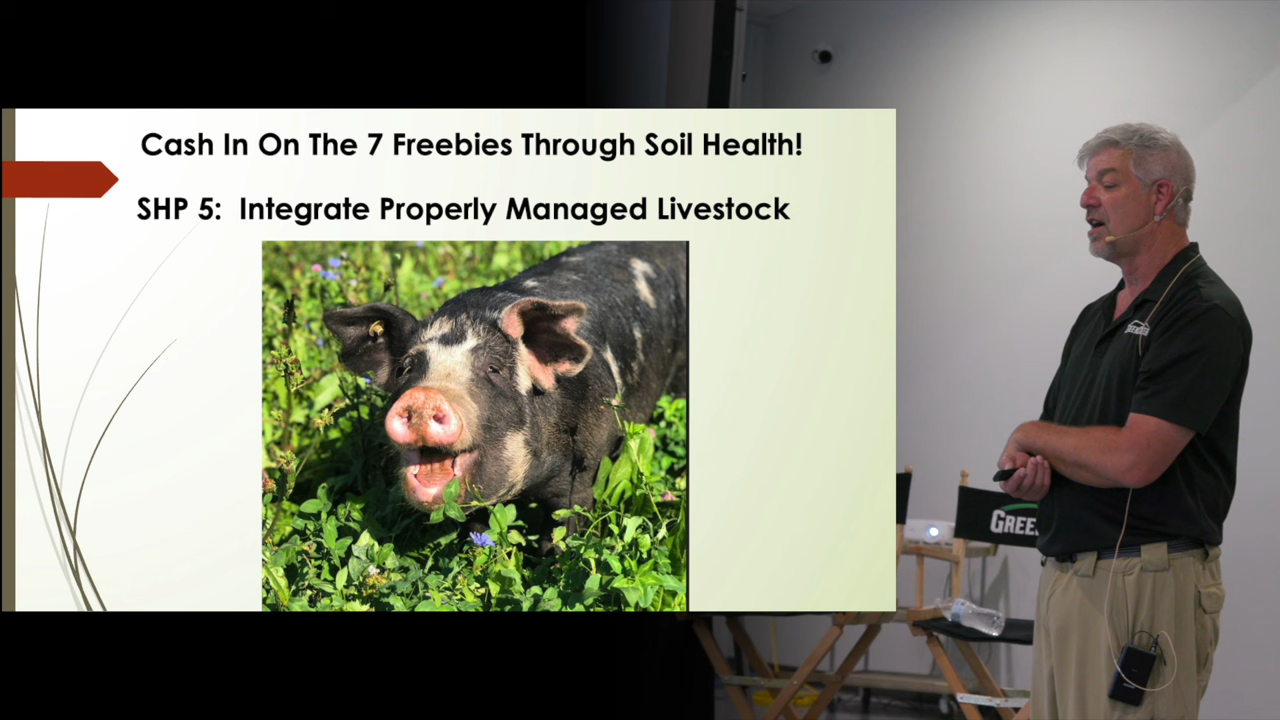 Cash In On The 7 Freebies Through Soil Health!
SHP 5:  Integrate Properly Managed Livestock